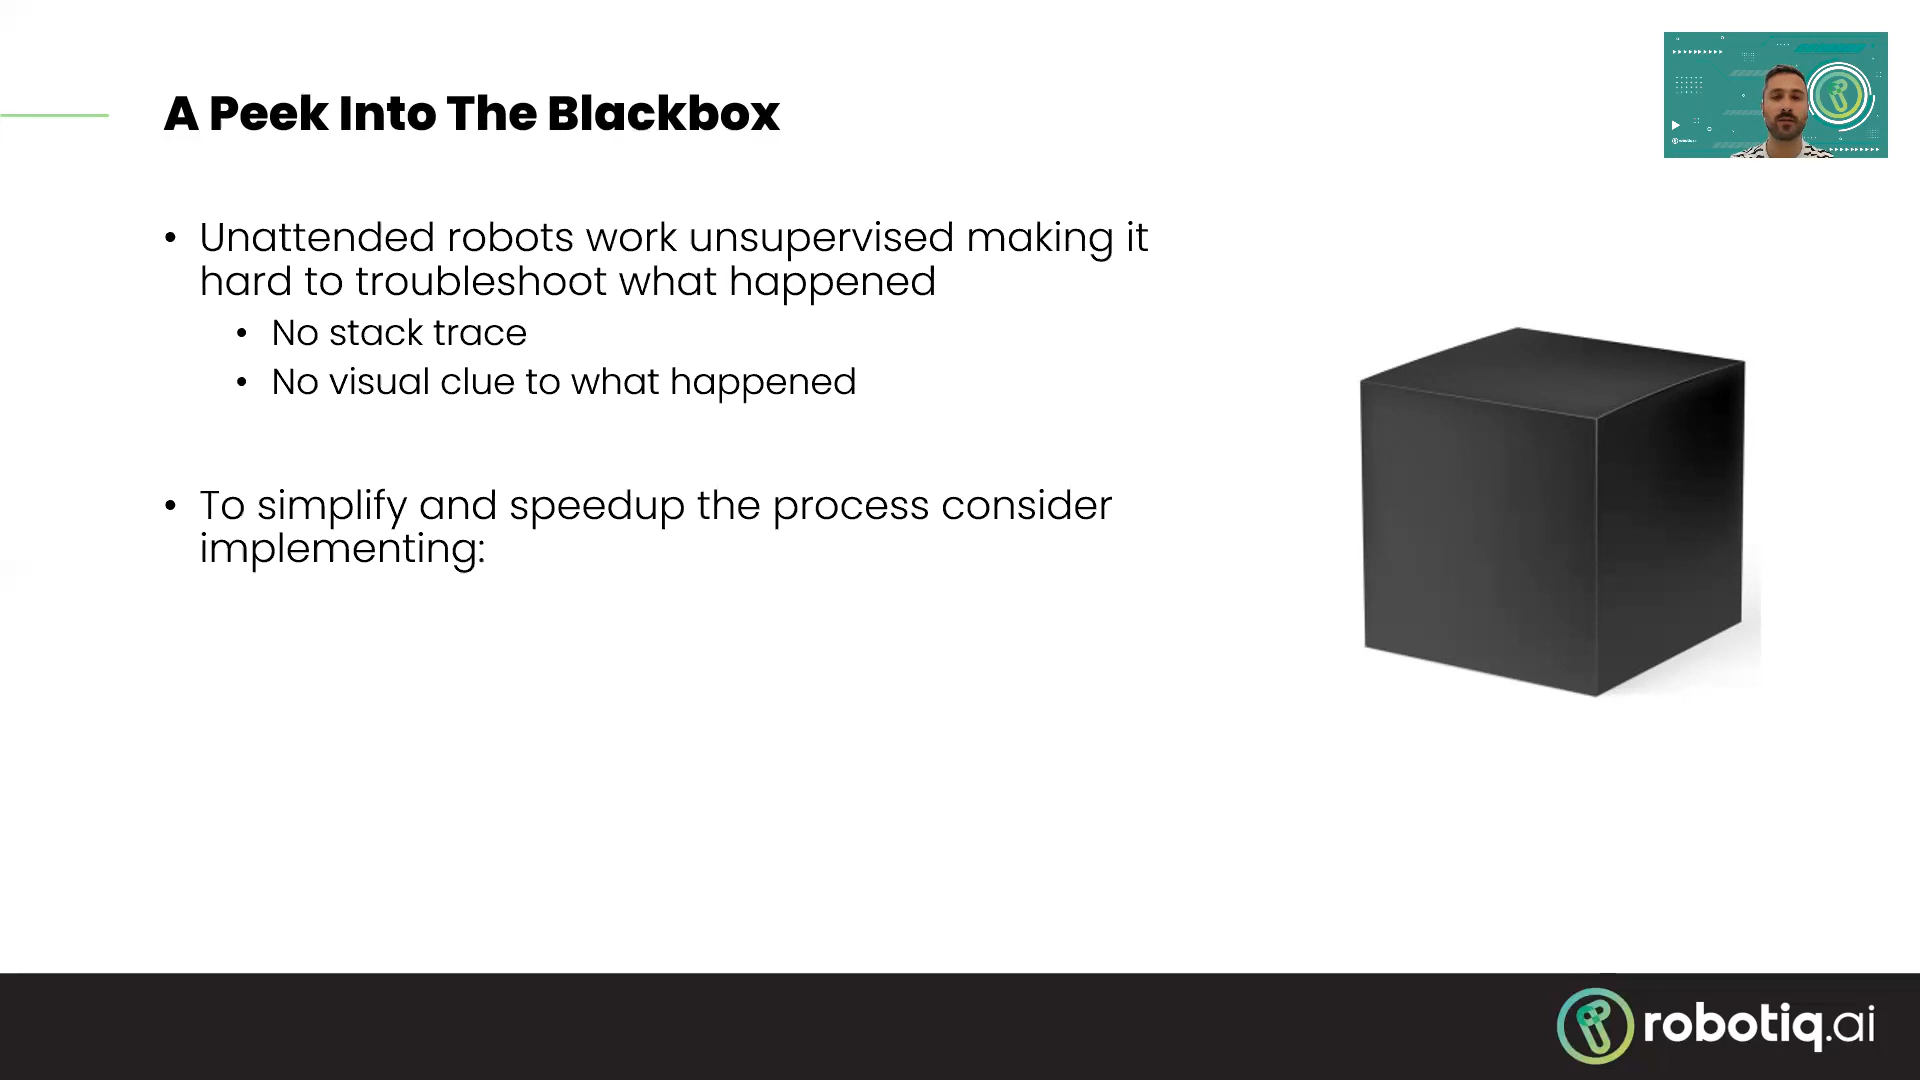 A Peek Into The Blackbox
• Unattended robots work unsupervised making it
hard to troubleshoot what happened
• No stack trace
• No visual clue to what happened
• To simplify and speedup the process consider
implementing:
robotiq.ai